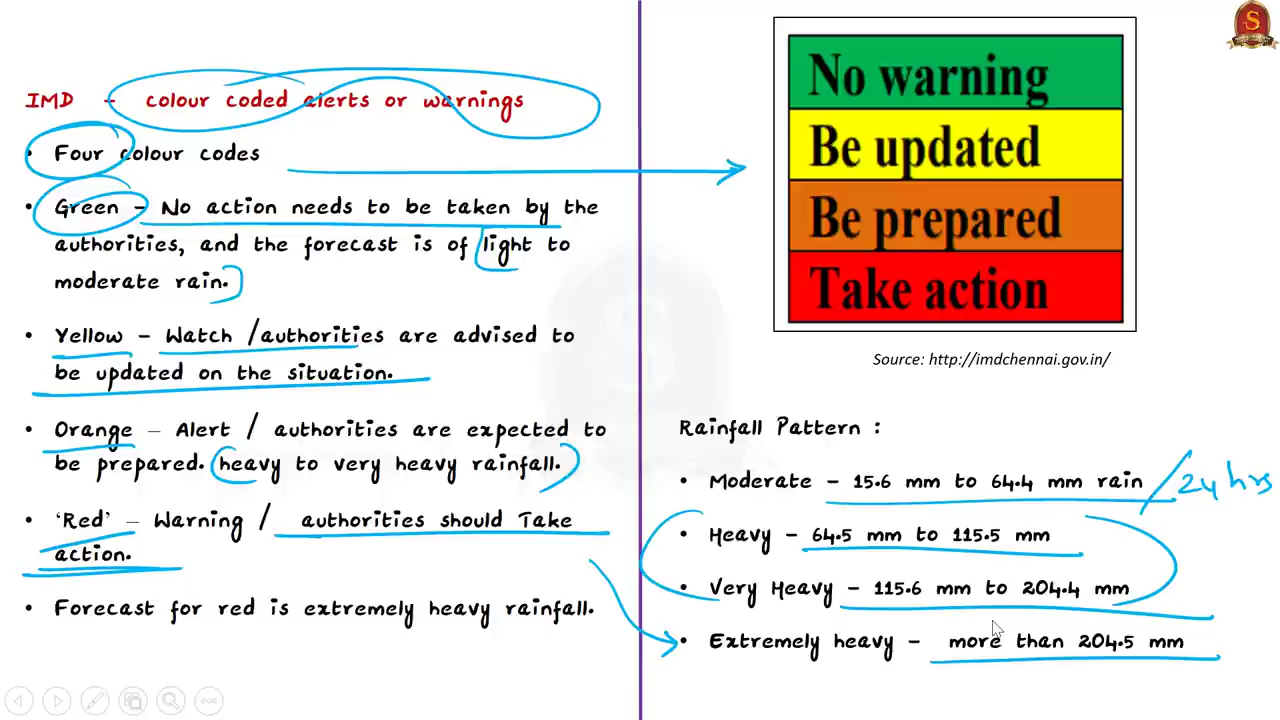 IMD - colour coded alerts or warnings
• Four colour codes
• Green - No action needs to be taken by the
authorities, and the forecast is of light to
moderate rain.
• Yellow - Watch /authorities are advised to
be updated on the situation.
• Orange – Alert / authorities are expected to
be prepared. heavy to very heavy rainfall.
• ‘Red’ – Warning / authorities should Take
action.
• Forecast for red is extremely heavy rainfall.
No warning
Be updated
Be prepared
Take action
Source: http://imdchennai.gov.in/
Rainfall Pattern :
• Moderate - 15.6 mm to 64.4 mm rain /24 hrs
• Heavy - 64.5 mm to 115.5 mm
• Very Heavy - 115.6 mm to 204.4 mm
• Extremely heavy - more than 204.5 mm